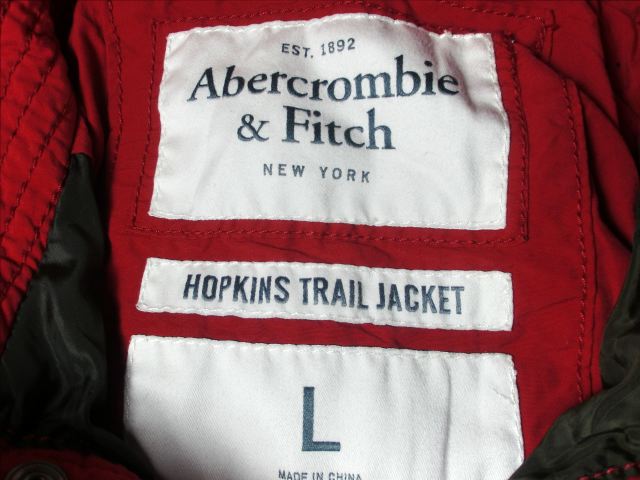 EST. 1892
Abercrombie
& Fitch
NEW YORK
HOPKINS TRAIL JACKET
L
MADE IN CHINA